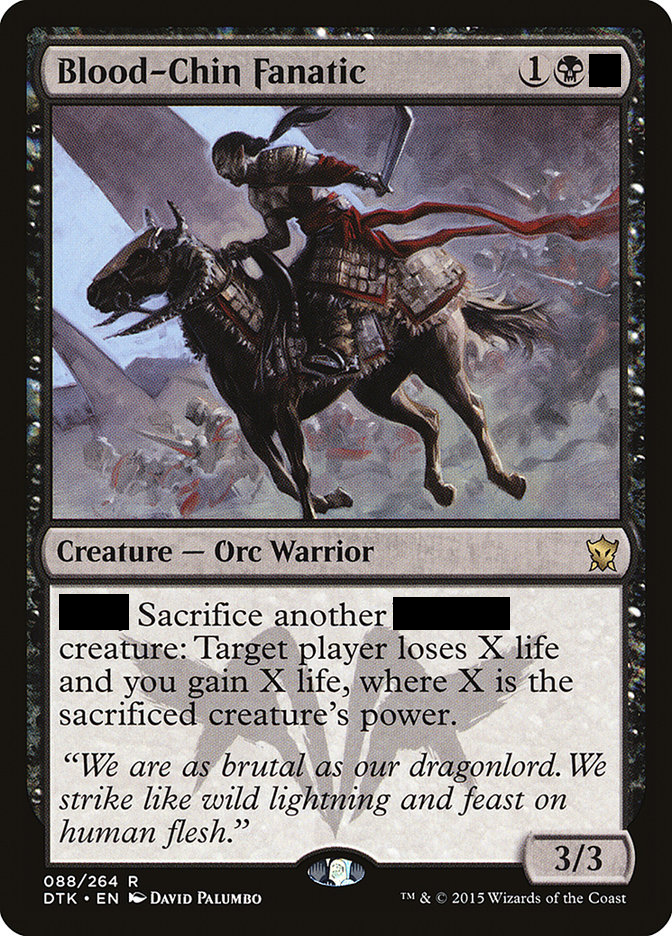 Blood-Chin Fanatic 1
Creature — Orc Warrior
Sacrifice another
creature: Target player loses X life
and you gain X life, where X is the
sacrificed creature's power.
“We are as brutal as our dragonlord. We
strike like wild lightning and feast on
human flesh.”
3/3
088/264 R
DTK • EN David Palumbo
™ & © 2015 Wizards of the Coast